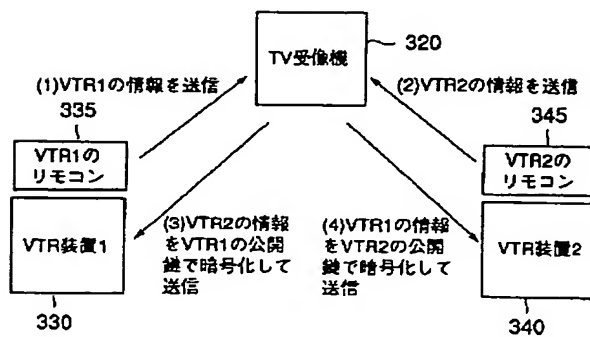 TV受像機
320
(1)VTR1の情報を送信
(2)VTR2の情報を送信
335
345
VTR1の
リモコン
VTR2の
リモコン
(3)VTR2の情報
をVTR1の公開
鍵で暗号化して
送信
(4)VTR1の情報
をVTR2の公開
鍵で暗号化して
送信
VTR装置1
VTR装置2
330
340